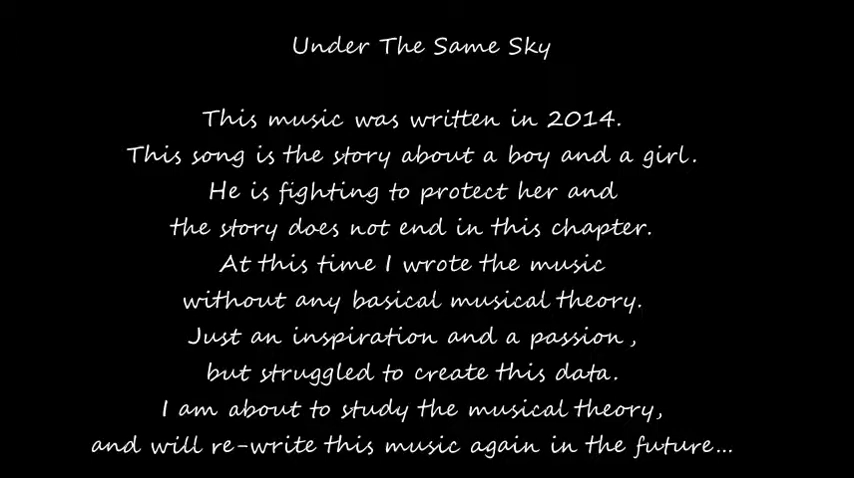 Under The Same Sky
This music was written in 2014.
This song is the story about a boy and a girl.
He is fighting to protect her and
the story does not end in this chapter.
At this time I wrote the music
without any basical musical theory.
Just an inspiration and a passion,
but struggled to create this data.
I am about to study the musical theory,
and will re-write this music again in the future...